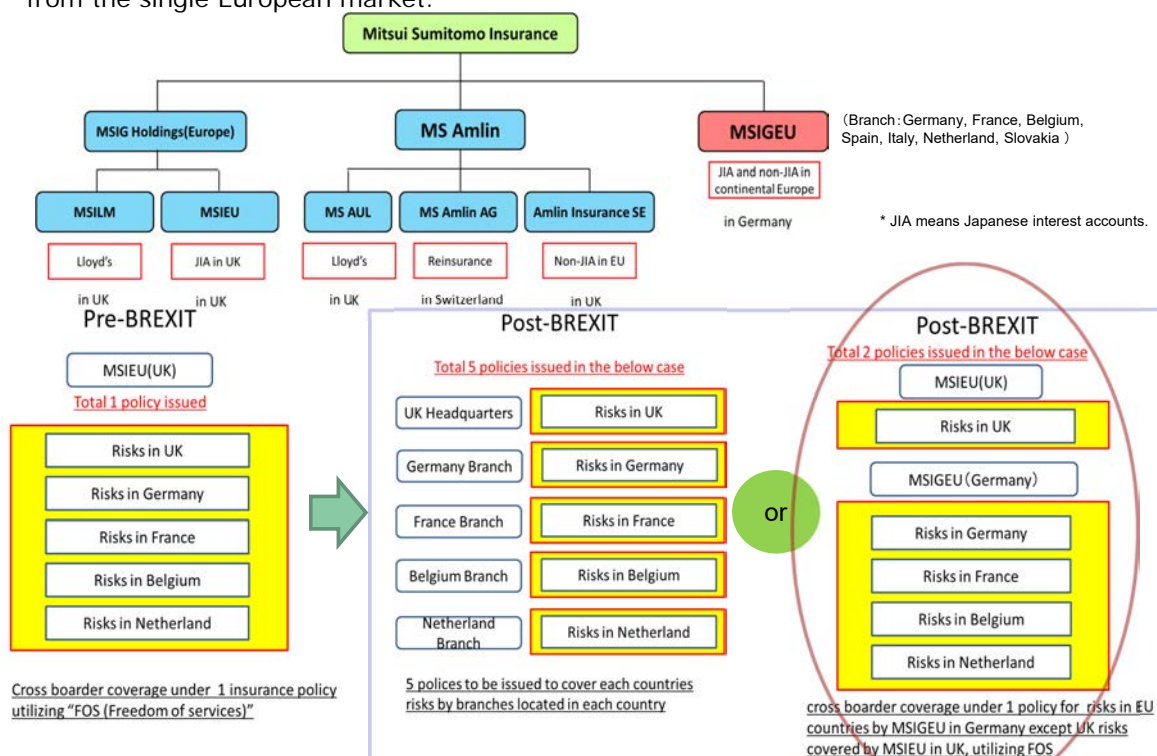 from the single European market.
Mitsui Sumitomo Insurance
MSIG Holdings(Europe)
MS Amlin
MSIGEU
（Branch：Germany, France, Belgium,
Spain, Italy, Netherland, Slovakia ）
MSILM
MSIEU
MS AUL
MS Amlin AG
Amlin Insurance SE
JIA and non-JIA in
continental Europe
in Germany
* JIA means Japanese interest accounts.
Lloyd's
JIA in UK
Lloyd's
Reinsurance
Non-JIA in EU
in UK
in UK
in UK
in Switzerland
in UK
Pre-BREXIT
MSIEU(UK)
Total 1 policy issued
Risks in UK
Risks in Germany
Risks in France
Risks in Belgium
Risks in Netherland
Cross boarder coverage under 1 insurance policy
utilizing “FOS (Freedom of services)”
Post-BREXIT
Total 5 policies issued in the below case
UK Headquarters
Risks in UK
Germany Branch
Risks in Germany
France Branch
Risks in France
Belgium Branch
Risks in Belgium
Netherland
Branch
Risks in Netherland
5 polices to be issued to cover each countries
risks by branches located in each country
or
Post-BREXIT
Total 2 policies issued in the below case
MSIEU(UK)
Risks in UK
MSIGEU（Germany）
Risks in Germany
Risks in France
Risks in Belgium
Risks in Netherland
cross boarder coverage under 1 policy for risks in EU
countries by MSIGEU in Germany except UK risks
covered by MSIEU in UK, utilizing FOS